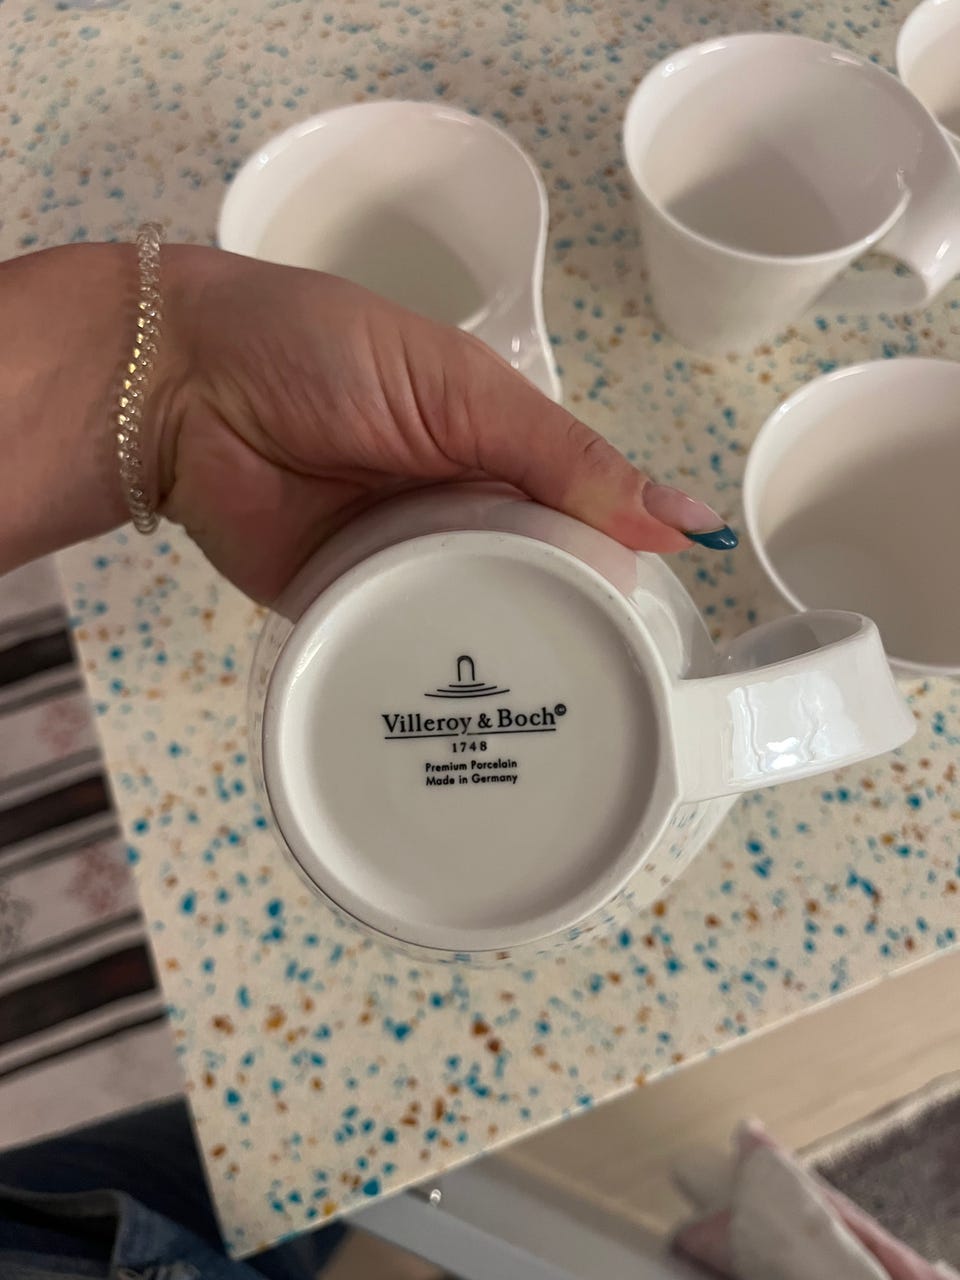 Villeroy & Boch©
1748
Premium Porcelain
Made in Germany